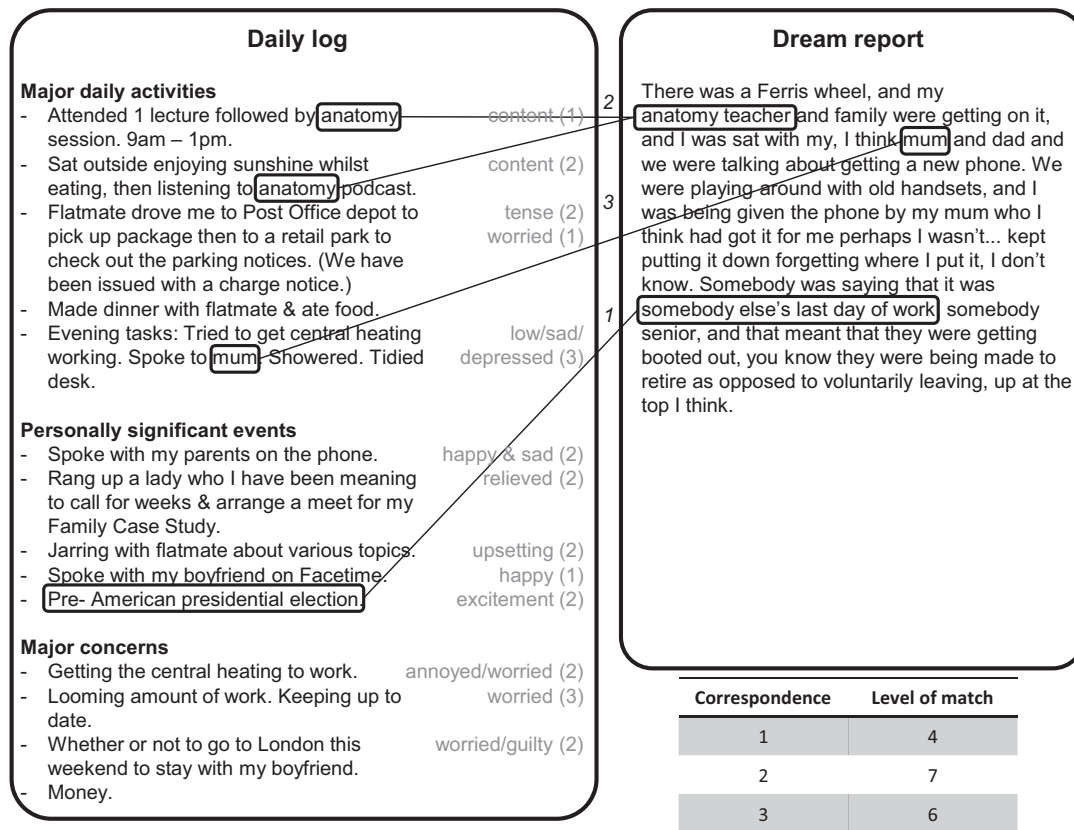 Daily log
Major daily activities
- Attended 1 lecture followed by anatomy content (1)
session. 9am – 1pm.
- Sat outside enjoying sunshine whilst content (2)
eating, then listening to anatomy podcast.
- Flatmate drove me to Post Office depot to tense (2)
pick up package then to a retail park to worried (1)
check out the parking notices. (We have
been issued with a charge notice.)
- Made dinner with flatmate & ate food.
- Evening tasks: Tried to get central heating low/sad/
working. Spoke to mum. Showered. Tidied depressed (3)
desk.
Personally significant events
- Spoke with my parents on the phone. happy & sad (2)
- Rang up a lady who I have been meaning relieved (2)
to call for weeks & arrange a meet for my
Family Case Study.
- Jarring with flatmate about various topics. upsetting (2)
- Spoke with my boyfriend on Facetime. happy (1)
- Pre- American presidential election. excitement (2)
Major concerns
- Getting the central heating to work. annoyed/worried (2)
- Looming amount of work. Keeping up to worried (3)
date.
- Whether or not to go to London this worried/guilty (2)
weekend to stay with my boyfriend.
- Money.
2
3
1
Dream report
There was a Ferris wheel, and my
anatomy teacher and family were getting on it,
and I was sat with my, I think mum and dad and
we were talking about getting a new phone. We
were playing around with old handsets, and I
was being given the phone by my mum who I
think had got it for me perhaps I wasn't... kept
putting it down forgetting where I put it, I don't
know. Somebody was saying that it was
somebody else's last day of work, somebody
senior, and that meant that they were getting
booted out, you know they were being made to
retire as opposed to voluntarily leaving, up at the
top I think.
Correspondence Level of match
1 4
2 7
3 6